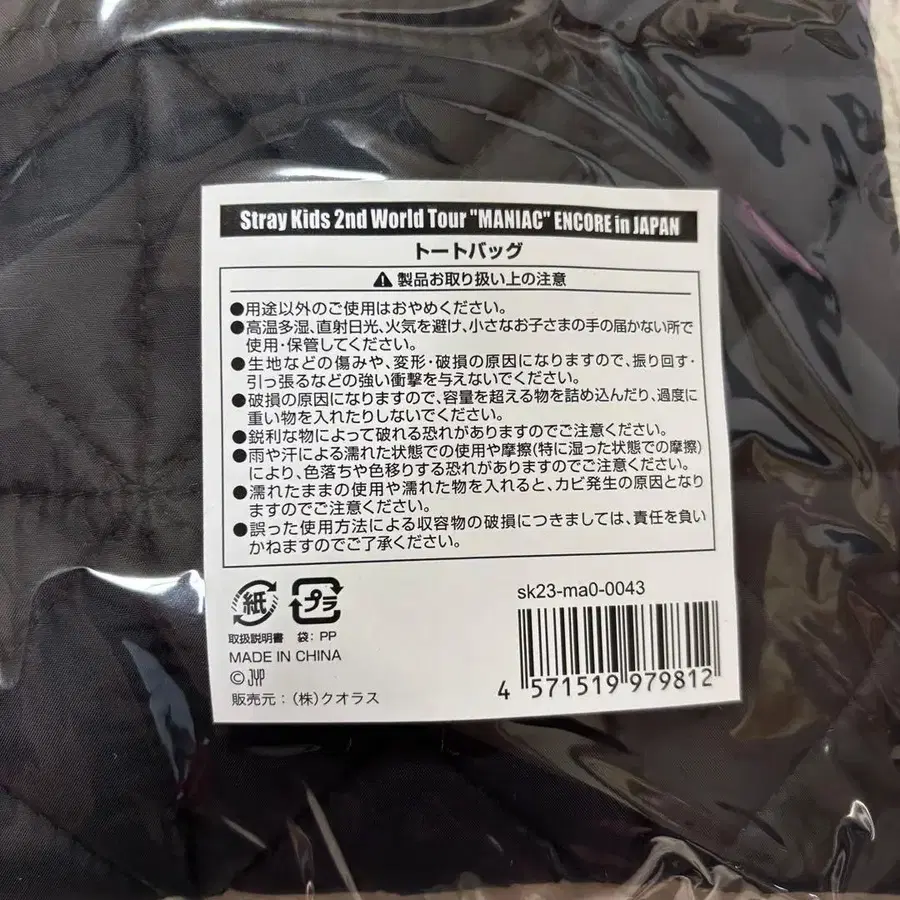 Stray Kids 2nd World Tour "MANIAC" ENCORE in JAPAN
トートバッグ
⚠ 製品お取り扱い上の注意
●用途以外のご使用はおやめください。
●高温多湿、直射日光、火気を避け、小さなお子さまの手の届かない所で
使用・保管してください。
●生地などの傷みや、変形・破損の原因になりますので、振り回す・
引っ張るなどの強い衝撃を与えないでください。
●破損の原因になりますので、容量を超える物を詰め込んだり、過度に
重い物を入れたりしないでください。
●鋭利な物によって破れる恐れがありますのでご注意ください。
●雨や汗による濡れた状態での使用や摩擦(特に湿った状態での摩擦)
により、色落ちや色移りする恐れがありますのでご注意ください。
●濡れたままの使用や濡れた物を入れると、カビ発生の原因となり
ますのでご注意ください。
●誤った使用方法による収容物の破損につきましては、責任を負い
かねますのでご了承ください。
紙 プラ
取扱説明書 袋：PP
MADE IN CHINA
© JYP
販売元：(株)クオラス
sk23-ma0-0043
4 571519 979812